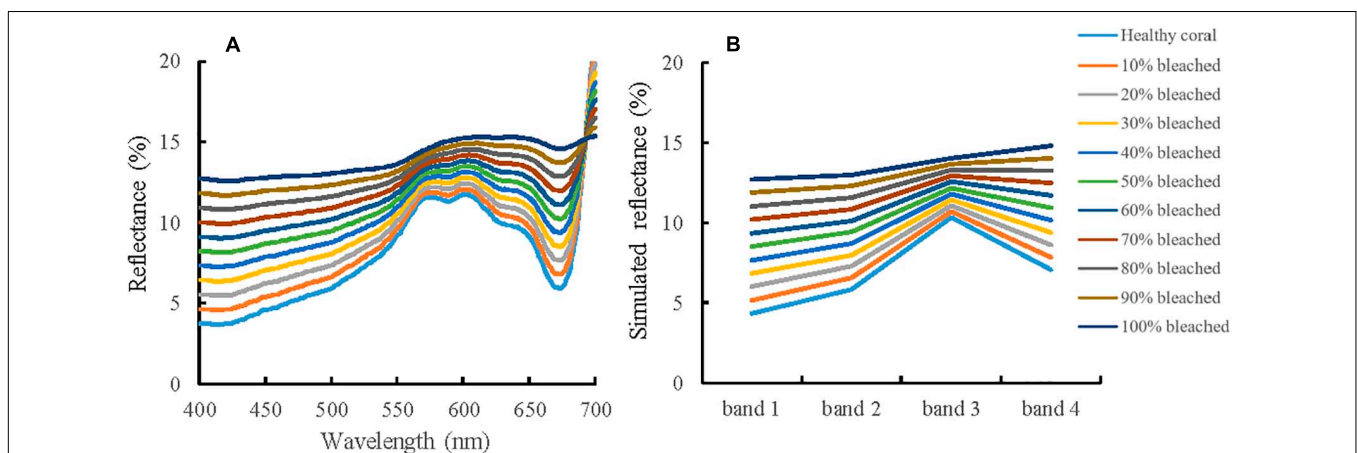 A
20
15
10
5
0
Reflectance (%)
400 450 500 550 600 650 700
Wavelength (nm)
B
20
15
10
5
0
Simulated reflectance (%)
band 1 band 2 band 3 band 4
Healthy coral
10% bleached
20% bleached
30% bleached
40% bleached
50% bleached
60% bleached
70% bleached
80% bleached
90% bleached
100% bleached